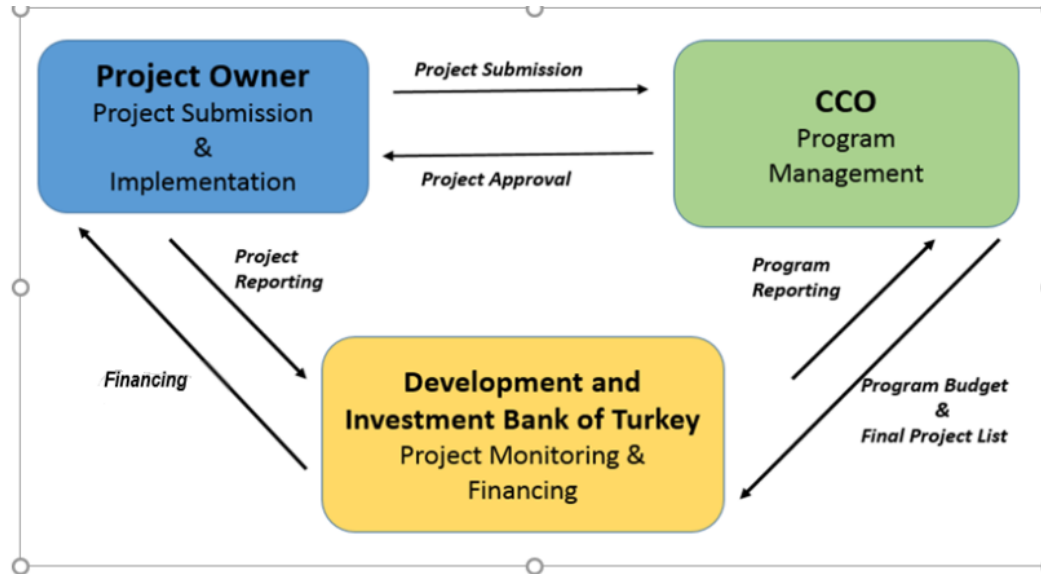 Project Owner
Project Submission
&
Implementation
Project Submission
Project Approval
CCO
Program
Management
Project
Reporting
Program
Reporting
Financing
Development and
Investment Bank of Turkey
Project Monitoring &
Financing
Program Budget
&
Final Project List